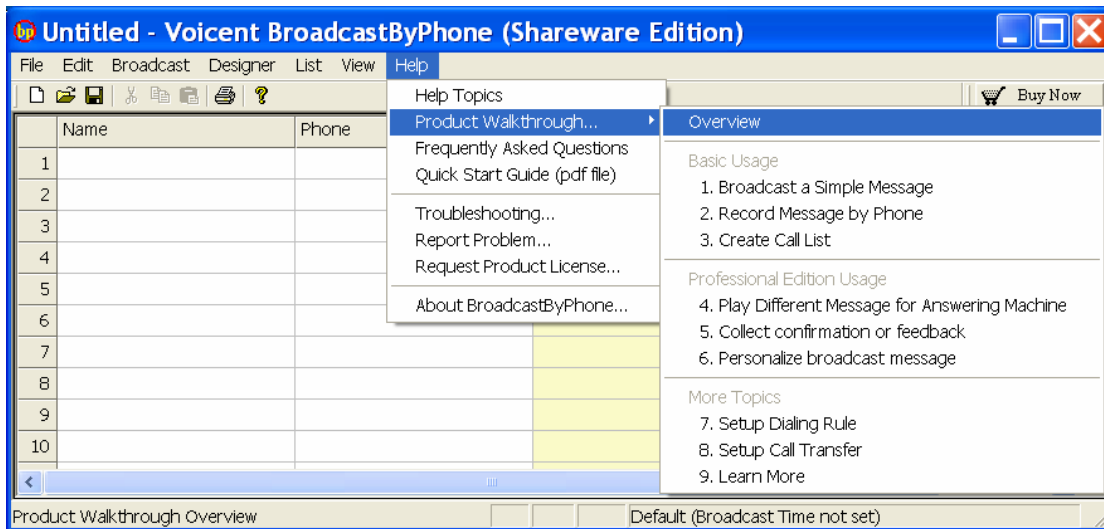 bp Untitled - Voicent BroadcastByPhone (Shareware Edition)
File Edit Broadcast Designer List View Help
Buy Now
Name Phone
1
2
3
4
5
6
7
8
9
10
Help Topics
Product Walkthrough...
Frequently Asked Questions
Quick Start Guide (pdf file)
Troubleshooting...
Report Problem...
Request Product License...
About BroadcastByPhone...
Overview
Basic Usage
1. Broadcast a Simple Message
2. Record Message by Phone
3. Create Call List
Professional Edition Usage
4. Play Different Message for Answering Machine
5. Collect confirmation or feedback
6. Personalize broadcast message
More Topics
7. Setup Dialing Rule
8. Setup Call Transfer
9. Learn More
Product Walkthrough Overview Default (Broadcast Time not set)